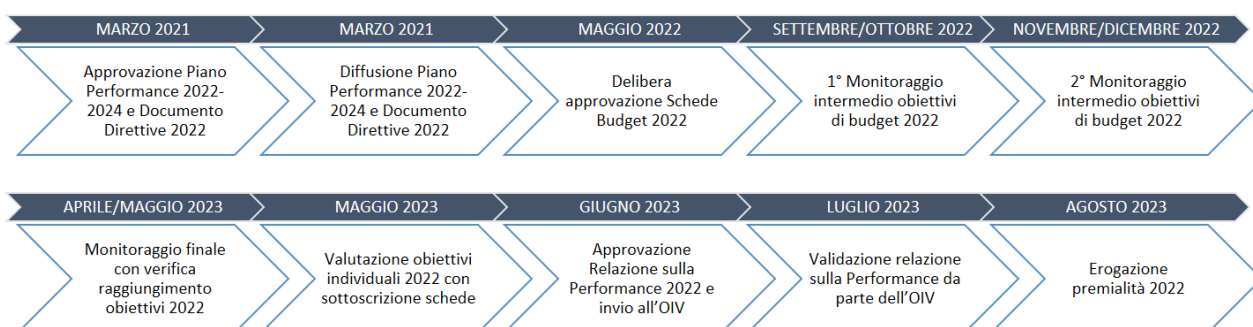 MARZO 2021
MARZO 2021
MAGGIO 2022
SETTEMBRE/OTTOBRE 2022
NOVEMBRE/DICEMBRE 2022
Approvazione Piano
Performance 2022-
2024 e Documento
Direttive 2022
Diffusione Piano
Performance 2022-
2024 e Documento
Direttive 2022
Delibera
approvazione Schede
Budget 2022
1° Monitoraggio
intermedio obiettivi
di budget 2022
2° Monitoraggio
intermedio obiettivi
di budget 2022
APRILE/MAGGIO 2023
MAGGIO 2023
GIUGNO 2023
LUGLIO 2023
AGOSTO 2023
Monitoraggio finale
con verifica
raggiungimento
obiettivi 2022
Valutazione obiettivi
individuali 2022 con
sottoscrizione schede
Approvazione
Relazione sulla
Performance 2022 e
invio all’OIV
Validazione relazione
sulla Performance da
parte dell’OIV
Erogazione
premialità 2022